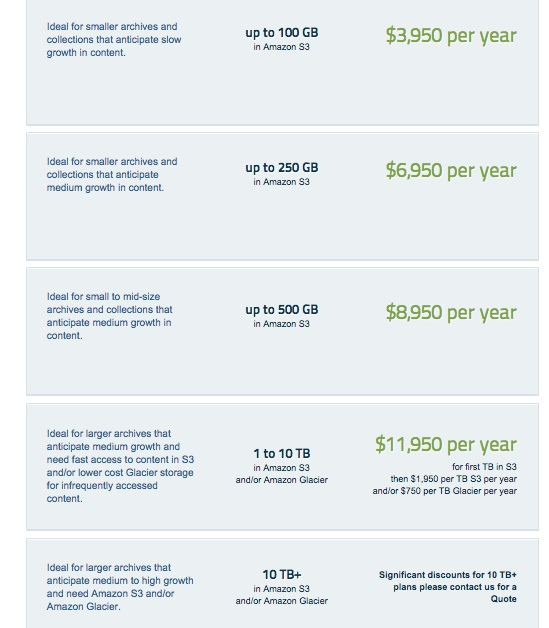 Ideal for smaller archives and
collections that anticipate slow
growth in content.
up to 100 GB
in Amazon S3
$3,950 per year
Ideal for smaller archives and
collections that anticipate
medium growth in content.
up to 250 GB
in Amazon S3
$6,950 per year
Ideal for small to mid-size
archives and collections that
anticipate medium growth in
content.
up to 500 GB
in Amazon S3
$8,950 per year
Ideal for larger archives that
anticipate medium growth and
need fast access to content in S3
and/or lower cost Glacier storage
for infrequently accessed
content.
1 to 10 TB
in Amazon S3
and/or Amazon Glacier
$11,950 per year
for first TB in S3
then $1,950 per TB S3 per year
and/or $750 per TB Glacier per year
Ideal for larger archives that
anticipate medium to high growth
and need Amazon S3 and/or
Amazon Glacier.
10 TB+
in Amazon S3
and/or Amazon Glacier
Significant discounts for 10 TB+
plans please contact us for a
Quote